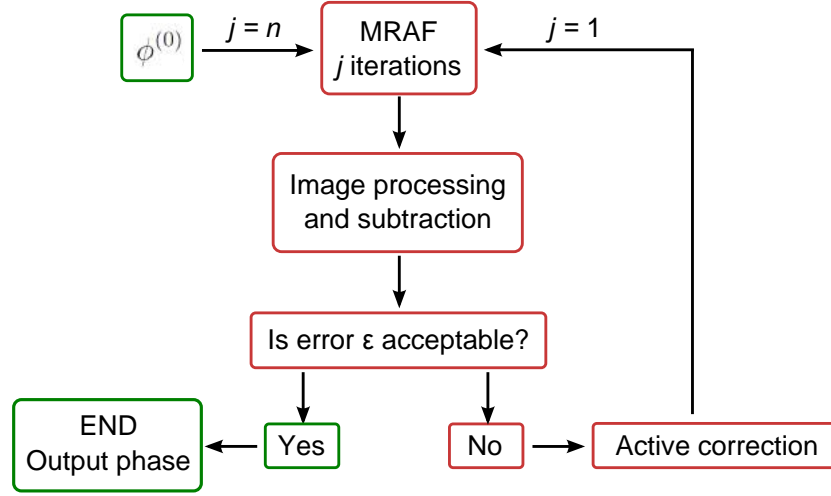 ϕ(0)
j = n
MRAF
j iterations
j = 1
Image processing
and subtraction
Is error ε acceptable?
END
Output phase
Yes
No
Active correction